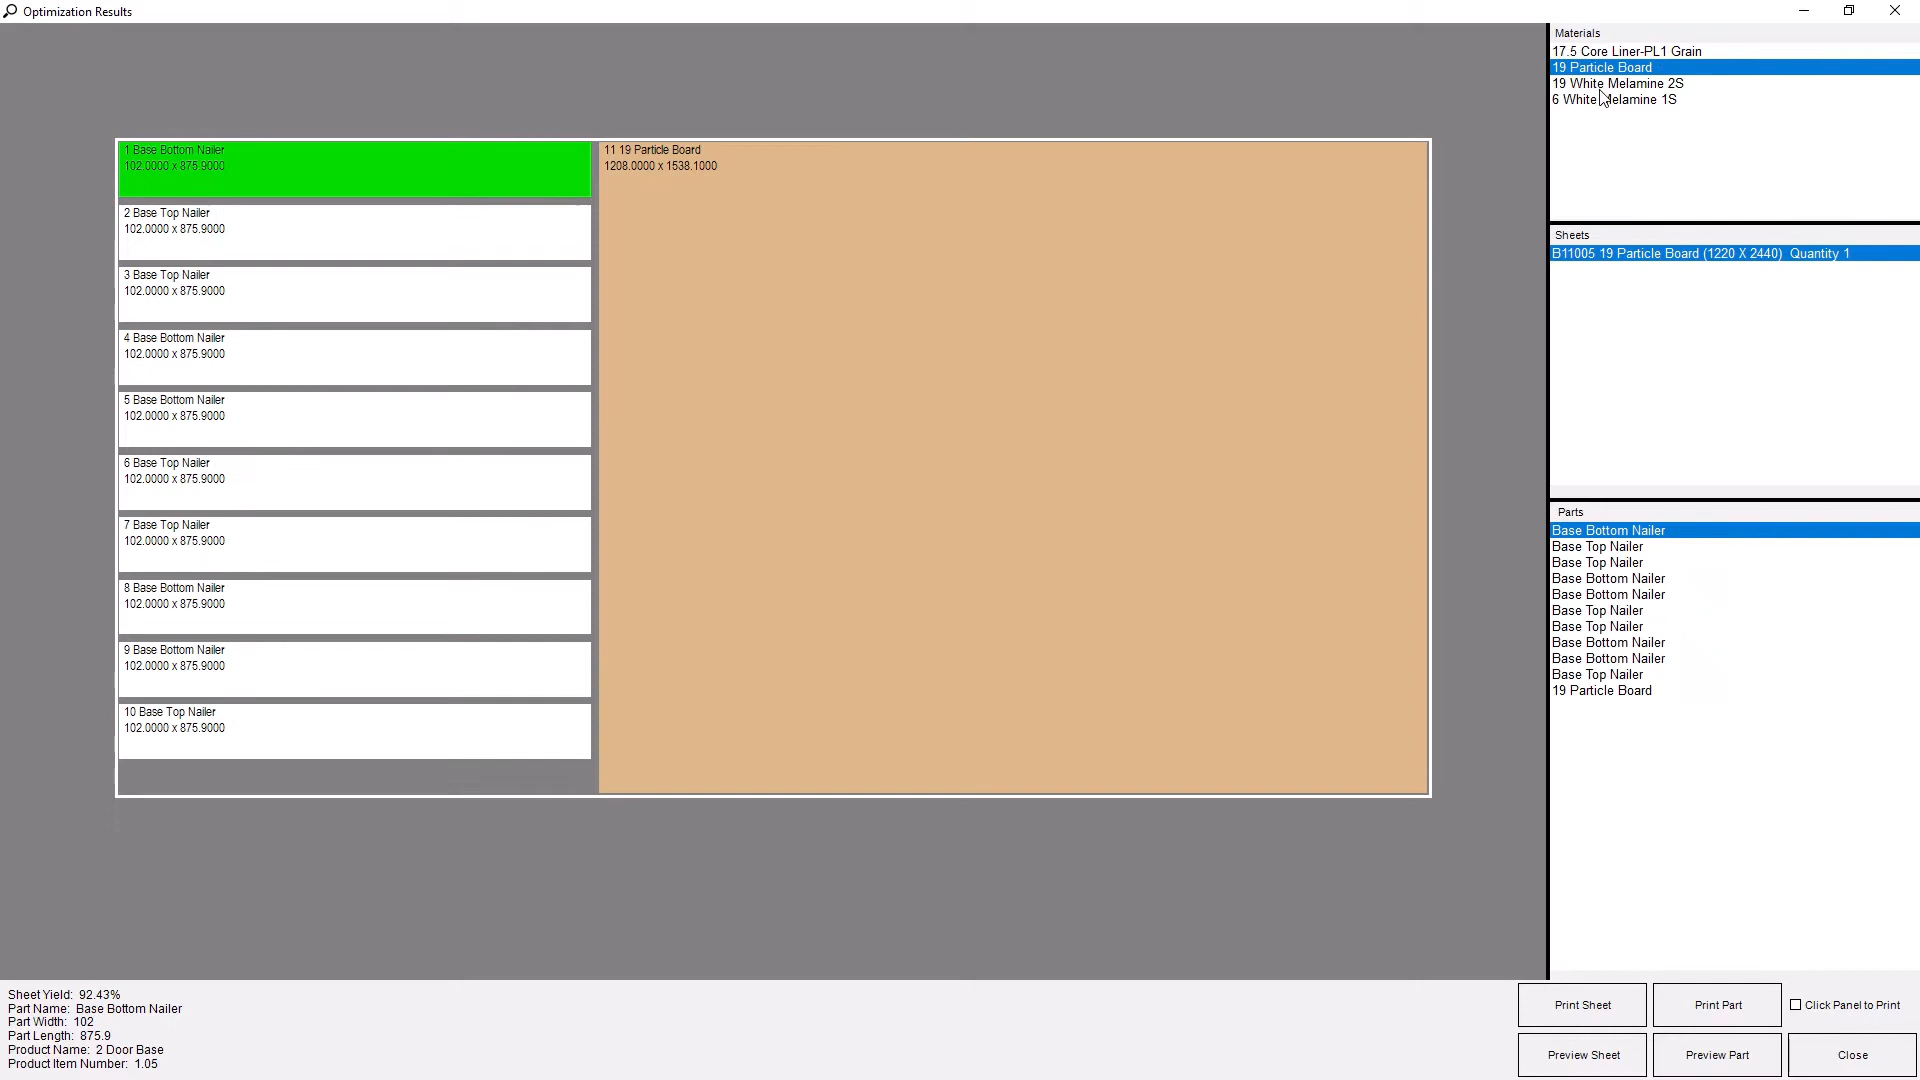 Optimization Results
1 Base Bottom Nailer
102.0000 x 875.9000
2 Base Top Nailer
102.0000 x 875.9000
3 Base Top Nailer
102.0000 x 875.9000
4 Base Bottom Nailer
102.0000 x 875.9000
5 Base Bottom Nailer
102.0000 x 875.9000
6 Base Top Nailer
102.0000 x 875.9000
7 Base Top Nailer
102.0000 x 875.9000
8 Base Bottom Nailer
102.0000 x 875.9000
9 Base Bottom Nailer
102.0000 x 875.9000
10 Base Top Nailer
102.0000 x 875.9000
11 19 Particle Board
1208.0000 x 1538.1000
Materials
17.5 Core Liner-PL1 Grain
19 Particle Board
19 White Melamine 2S
6 White Melamine 1S
Sheets
B11005 19 Particle Board (1220 X 2440) Quantity 1
Parts
Base Bottom Nailer
Base Top Nailer
Base Top Nailer
Base Bottom Nailer
Base Bottom Nailer
Base Top Nailer
Base Top Nailer
Base Bottom Nailer
Base Bottom Nailer
Base Top Nailer
19 Particle Board
Sheet Yield: 92.43%
Part Name: Base Bottom Nailer
Part Width: 102
Part Length: 875.9
Product Name: 2 Door Base
Product Item Number: 1.05
Print Sheet
Print Part
Click Panel to Print
Preview Sheet
Preview Part
Close